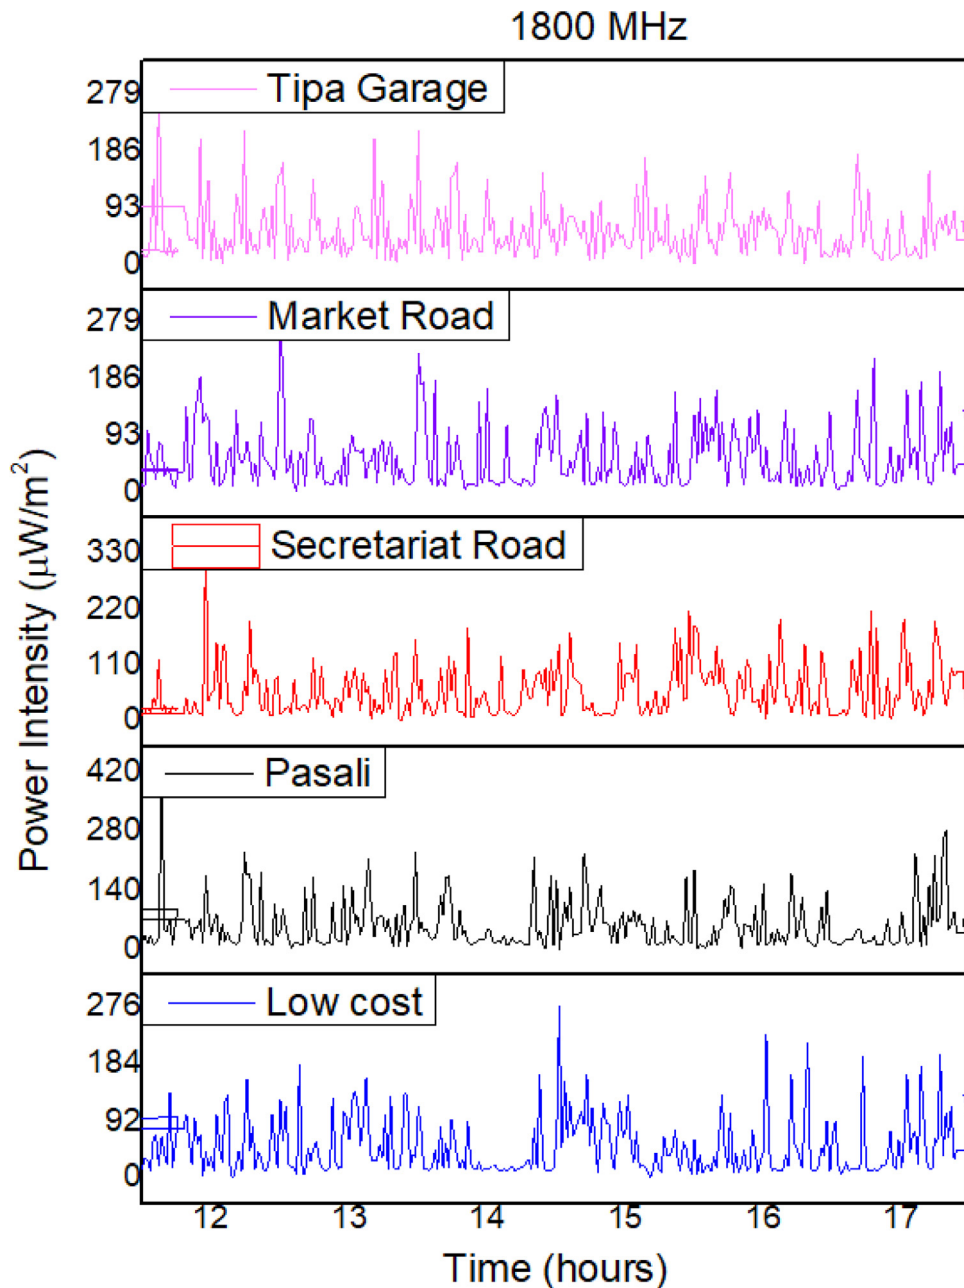 1800 MHz
Tipa Garage
279
186
93
0
Market Road
279
186
93
0
Secretariat Road
330
220
110
0
Pasali
420
280
140
0
Low cost
276
184
92
0
12 13 14 15 16 17
Time (hours)
Power Intensity (μW/m²)